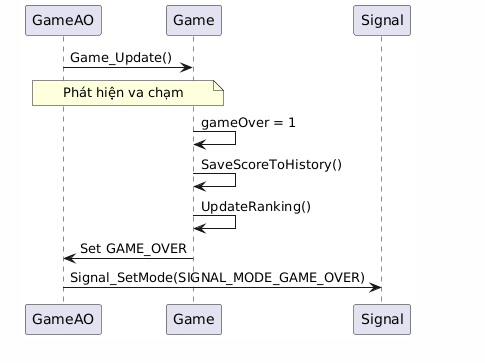 GameAO Game Signal
Game_Update()
Phát hiện va chạm
gameOver = 1
SaveScoreToHistory()
UpdateRanking()
Set GAME_OVER
Signal_SetMode(SIGNAL_MODE_GAME_OVER)
GameAO Game Signal